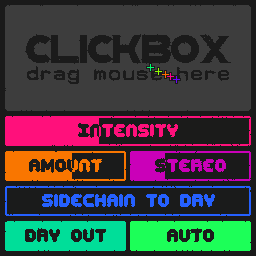 CLICKBOX
drag mouse here
INTENSITY
AMOUNT STEREO
SIDECHAIN TO DRY
DRY OUT AUTO